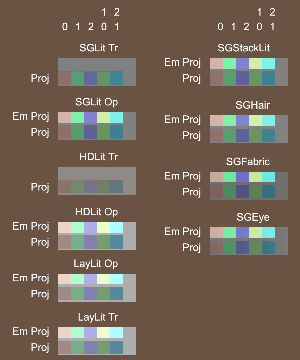 1 2
0 1 2 0 1
SGLit Tr
Proj
SGLit Op
Em Proj
Proj
HDLit Tr
Proj
HDLit Op
Em Proj
Proj
LayLit Op
Em Proj
Proj
LayLit Tr
Em Proj
Proj
1 2
0 1 2 0 1
SGStackLit
Em Proj
Proj
SGHair
Em Proj
Proj
SGFabric
Em Proj
Proj
SGEye
Em Proj
Proj